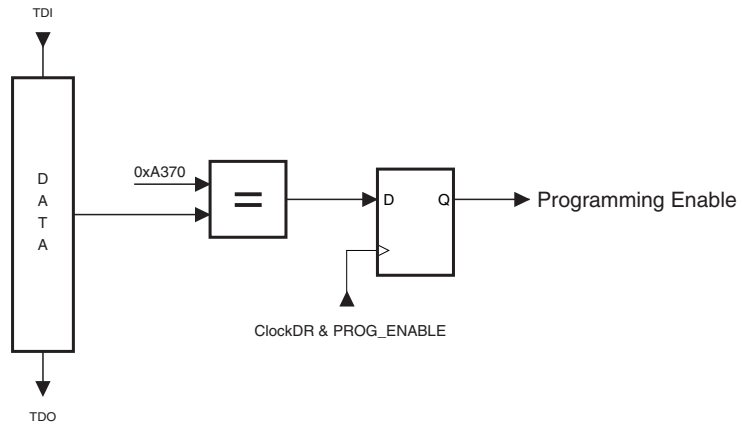 TDI
D
A
T
A
0xA370
=
D
Q
Programming Enable
ClockDR & PROG_ENABLE
TDO